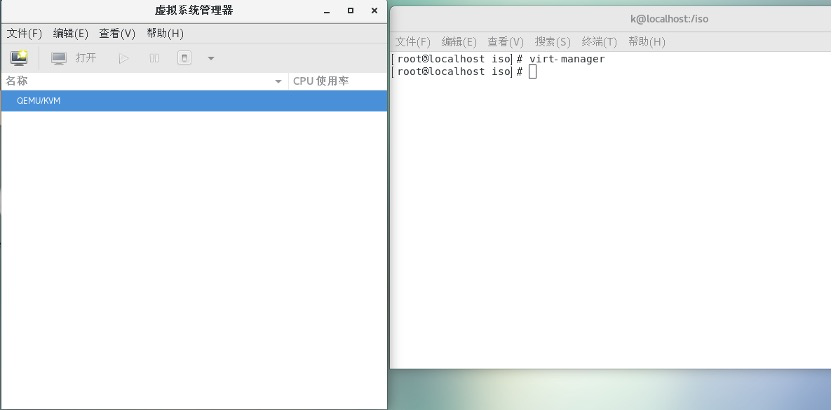 虚拟系统管理器
文件(F) 编辑(E) 查看(V) 帮助(H)
打开
名称 CPU 使用率
QEMU/KVM
k@localhost:/iso
文件(F) 编辑(E) 查看(V) 搜索(S) 终端(T) 帮助(H)
[root@localhost iso]# virt-manager
[root@localhost iso]#